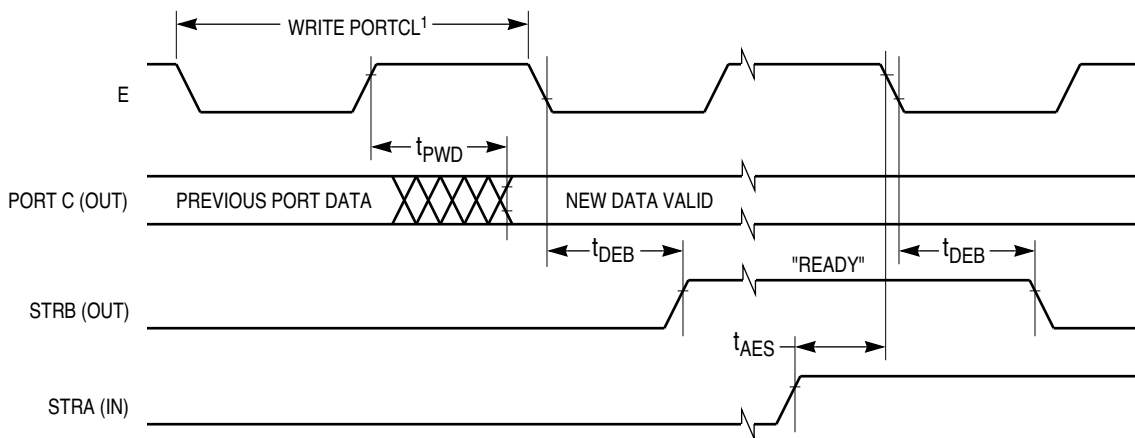 WRITE PORTCL1
E
tPWD
PORT C (OUT)
PREVIOUS PORT DATA
NEW DATA VALID
tDEB
"READY"
tDEB
STRB (OUT)
tAES
STRA (IN)